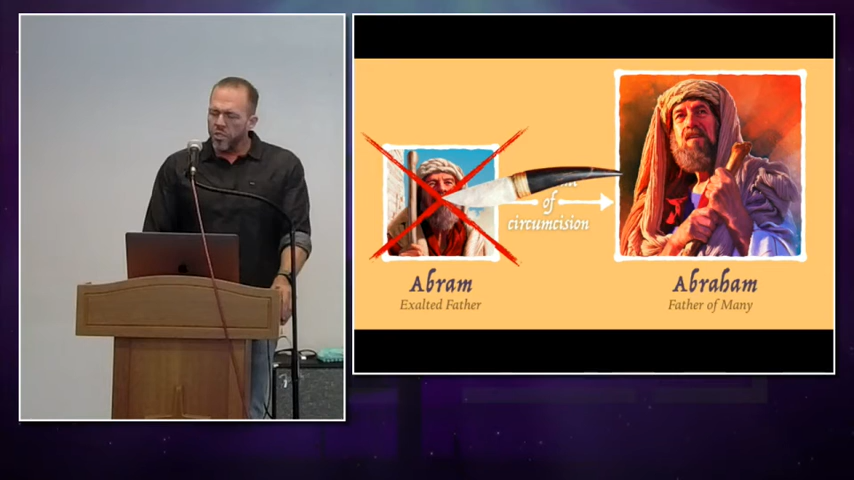 of
circumcision
Abram
Exalted Father
Abraham
Father of Many